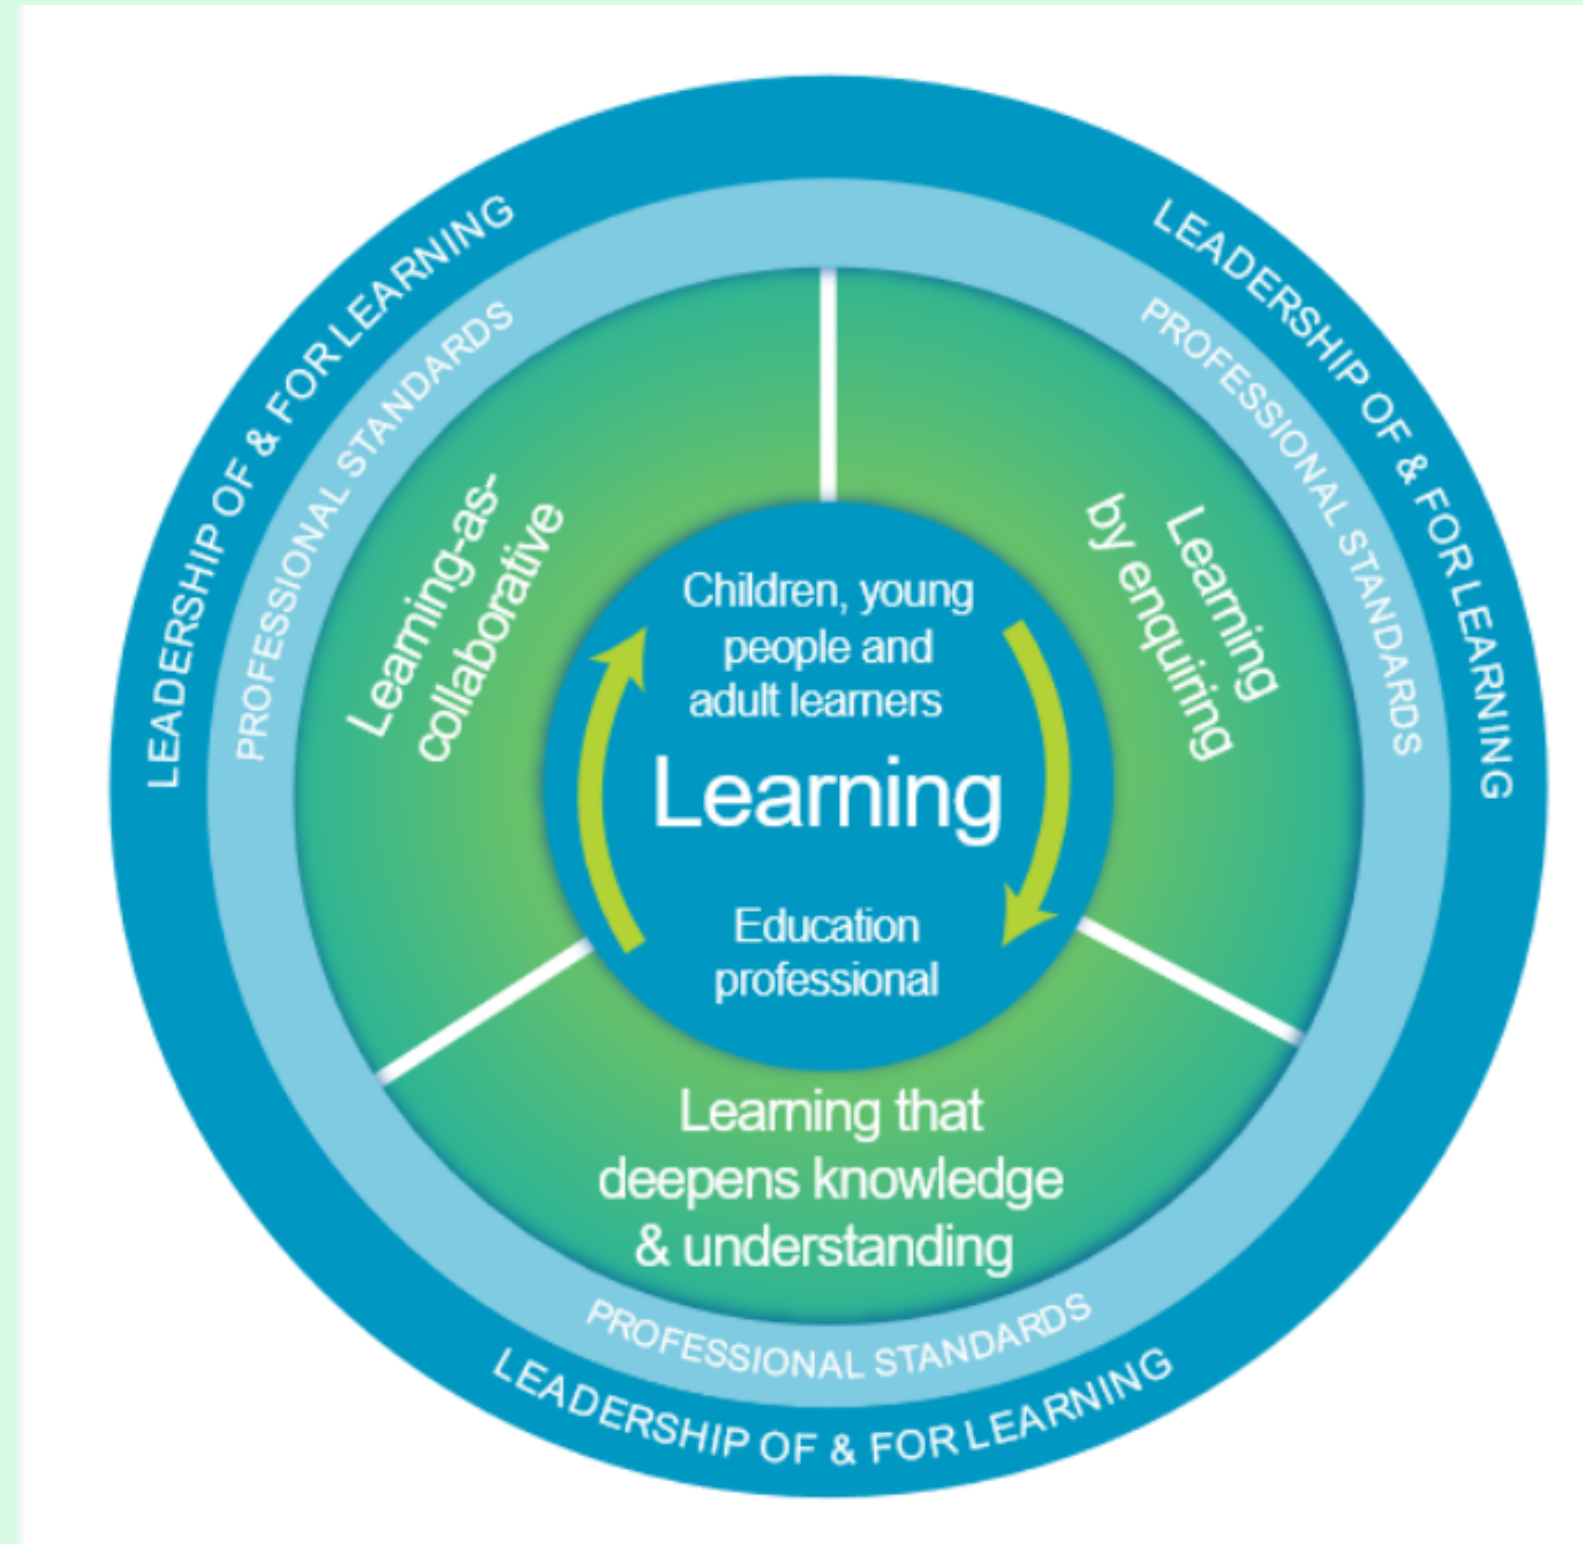 LEADERSHIP OF & FOR LEARNING
LEADERSHIP OF & FOR LEARNING
PROFESSIONAL STANDARDS
PROFESSIONAL STANDARDS
Learning-as-
collaborative
Learning
by enquiring
Children, young
people and
adult learners
Learning
Education
professional
Learning that
deepens knowledge
& understanding
PROFESSIONAL STANDARDS
LEADERSHIP OF & FOR LEARNING